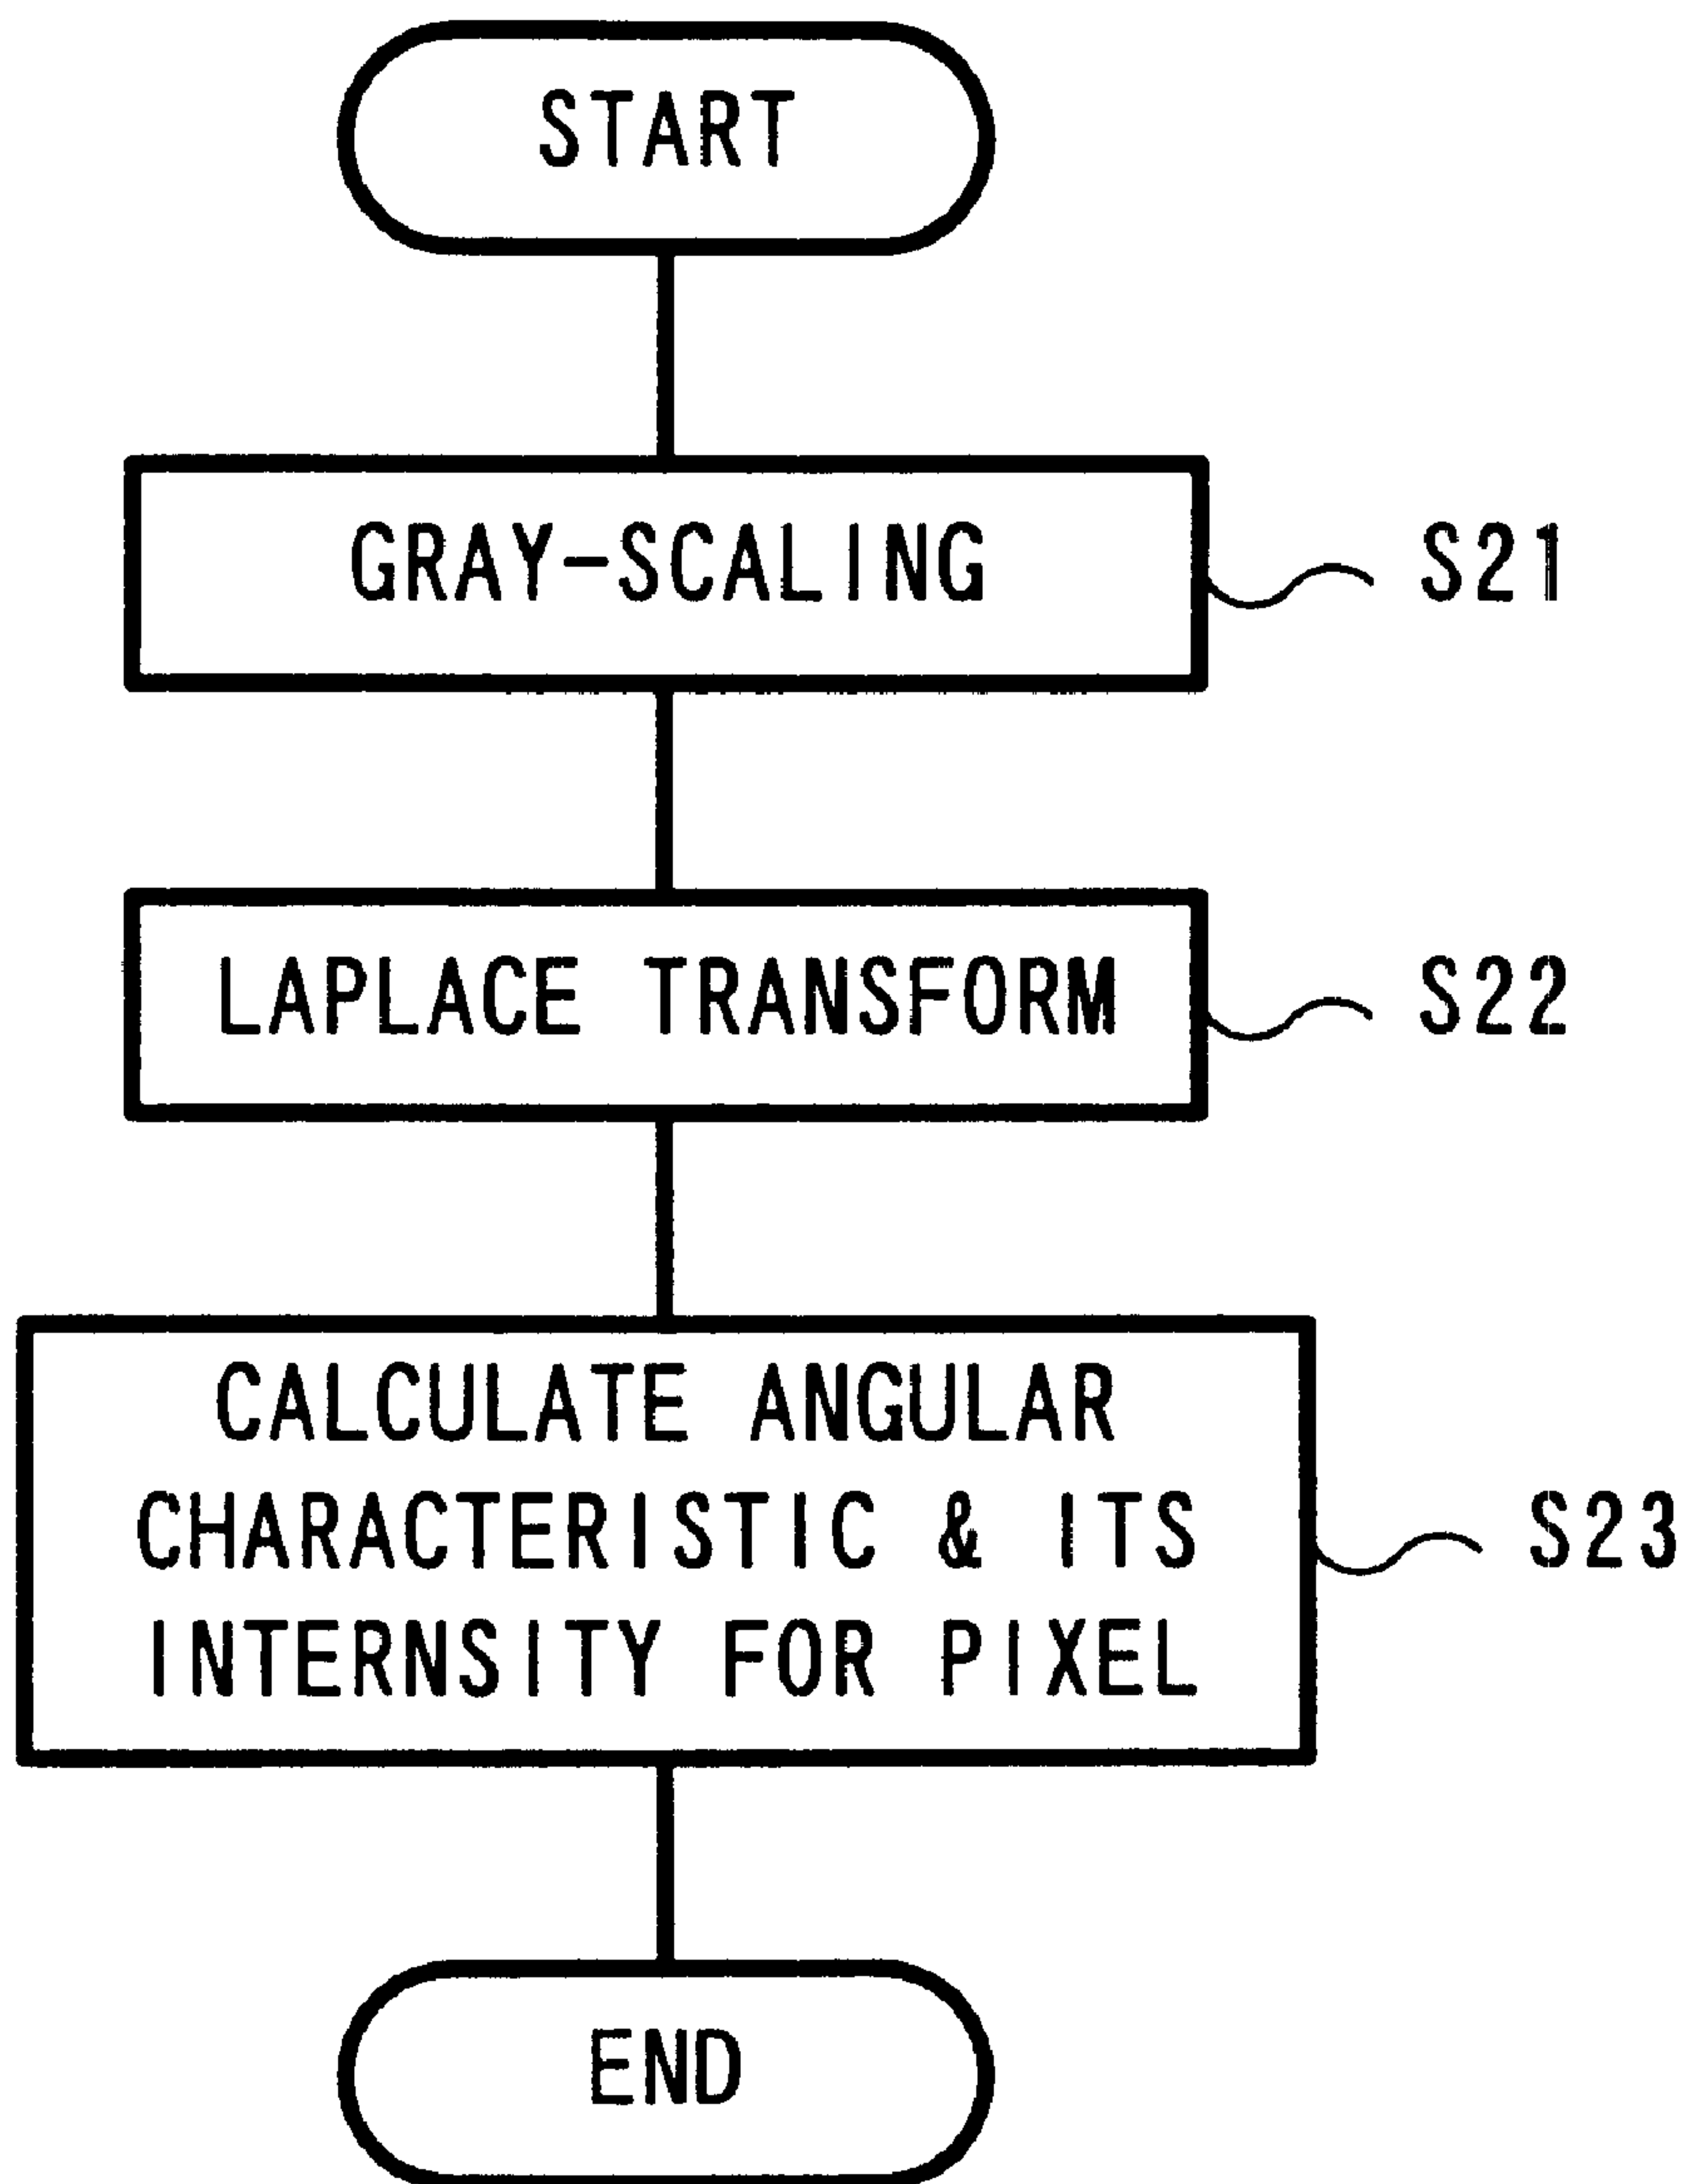 START
GRAY-SCALING
S21
LAPLACE TRANSFORM
S22
CALCULATE ANGULAR
CHARACTERISTIC & ITS
INTERNSITY FOR PIXEL
S23
END